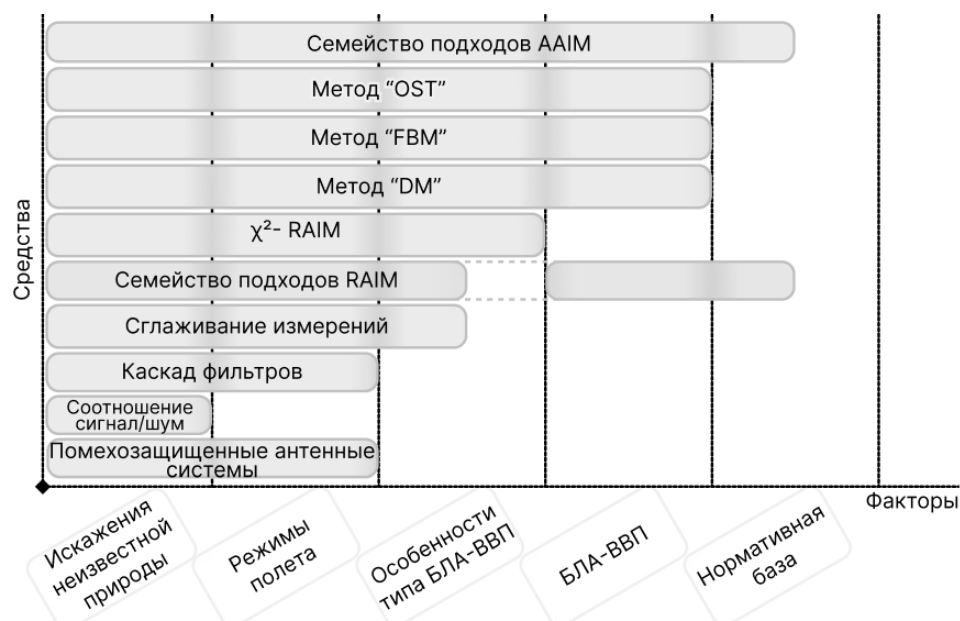 Семейство подходов AAIM
Метод “OST”
Метод “FBM”
Метод “DM”
χ²- RAIM
Семейство подходов RAIM
Сглаживание измерений
Каскад фильтров
Соотношение
сигнал/шум
Помехозащищенные антенные
системы
Средства
Факторы
Искажения
неизвестной
природы
Режимы
полета
Особенности
типа БЛА-ВВП
БЛА-ВВП
Нормативная
база